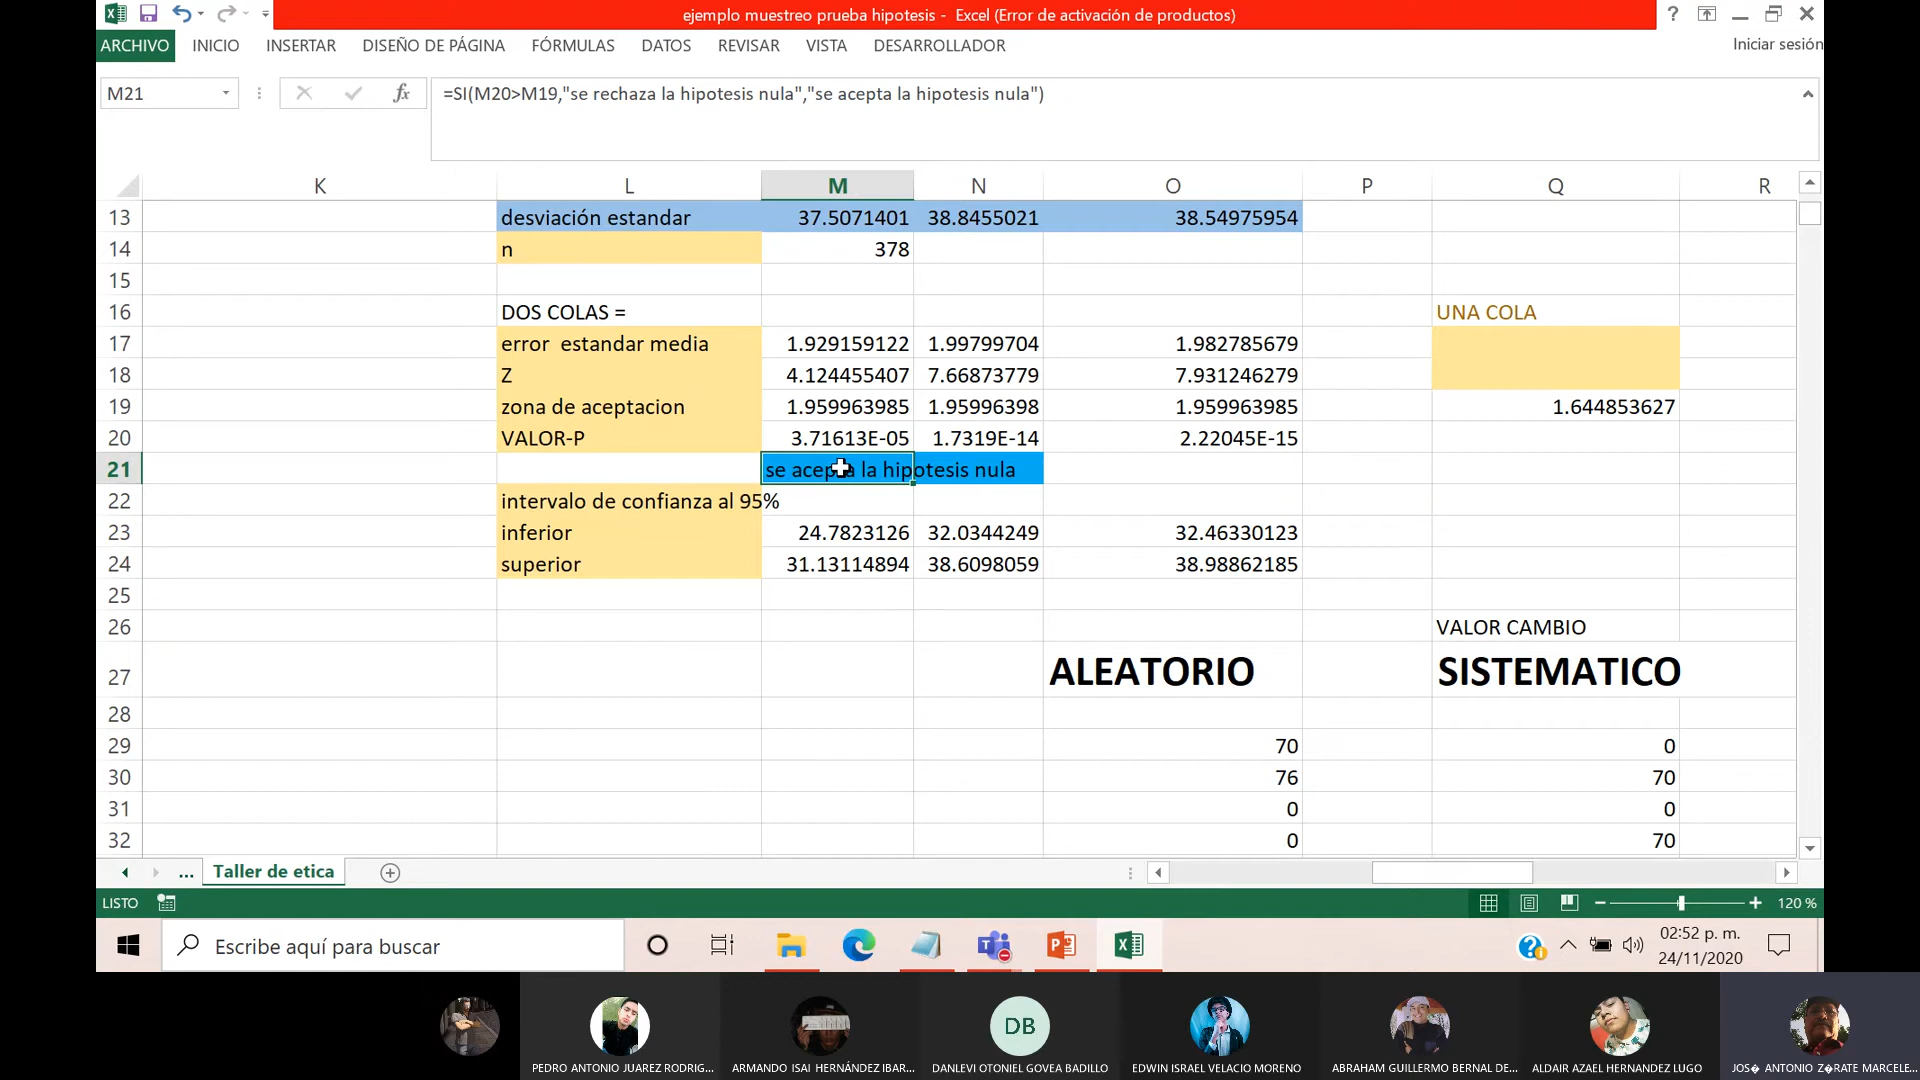 ejemplo muestreo prueba hipotesis - Excel (Error de activación de productos)
ARCHIVO INICIO INSERTAR DISEÑO DE PÁGINA FÓRMULAS DATOS REVISAR VISTA DESARROLLADOR Iniciar sesión
M21 fx =SI(M20>M19,"se rechaza la hipotesis nula","se acepta la hipotesis nula")
K L M N O P Q R
13 desviación estandar 37.5071401 38.8455021 38.54975954
14 n 378
15
16 DOS COLAS = UNA COLA
17 error estandar media 1.929159122 1.99799704 1.982785679
18 Z 4.124455407 7.66873779 7.931246279
19 zona de aceptacion 1.959963985 1.95996398 1.959963985 1.644853627
20 VALOR-P 3.71613E-05 1.7319E-14 2.22045E-15
21 se acepta la hipotesis nula
22 intervalo de confianza al 95%
23 inferior 24.7823126 32.0344249 32.46330123
24 superior 31.13114894 38.6098059 38.98862185
25
26 VALOR CAMBIO
27 ALEATORIO SISTEMATICO
28
29 70 0
30 76 70
31 0 0
32 0 70
... Taller de etica
LISTO 120 %
Escribe aquí para buscar
02:52 p. m.
24/11/2020
DB
PEDRO ANTONIO JUAREZ RODRIG... ARMANDO ISAI HERNÁNDEZ IBAR... DANLEVI OTONIEL GOVEA BADILLO EDWIN ISRAEL VELACIO MORENO ABRAHAM GUILLERMO BERNAL DE... ALDAIR AZAEL HERNANDEZ LUGO JOS� ANTONIO Z�RATE MARCELE...